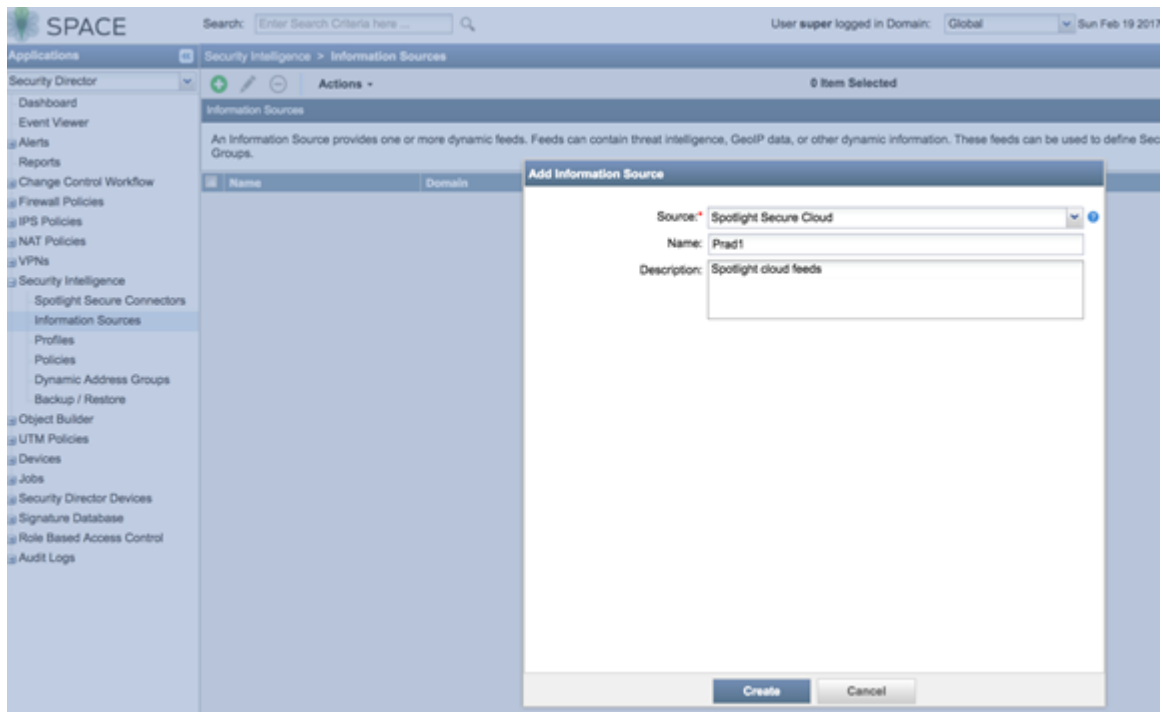 SPACE
Search: Enter Search Criteria here ...
User super logged in Domain: Global
Sun Feb 19 2017
Applications
Security Intelligence > Information Sources
Security Director
Actions
0 Item Selected
Dashboard
Event Viewer
Alerts
Reports
Change Control Workflow
Firewall Policies
IPS Policies
NAT Policies
VPNs
Security Intelligence
Spotlight Secure Connectors
Information Sources
Profiles
Policies
Dynamic Address Groups
Backup / Restore
Object Builder
UTM Policies
Devices
Jobs
Security Director Devices
Signature Database
Role Based Access Control
Audit Logs
Information Sources
An Information Source provides one or more dynamic feeds. Feeds can contain threat intelligence, GeoIP data, or other dynamic information. These feeds can be used to define Sec
Groups.
Name Domain
Add Information Source
Source:* Spotlight Secure Cloud
Name: Prad1
Description: Spotlight cloud feeds
Create Cancel